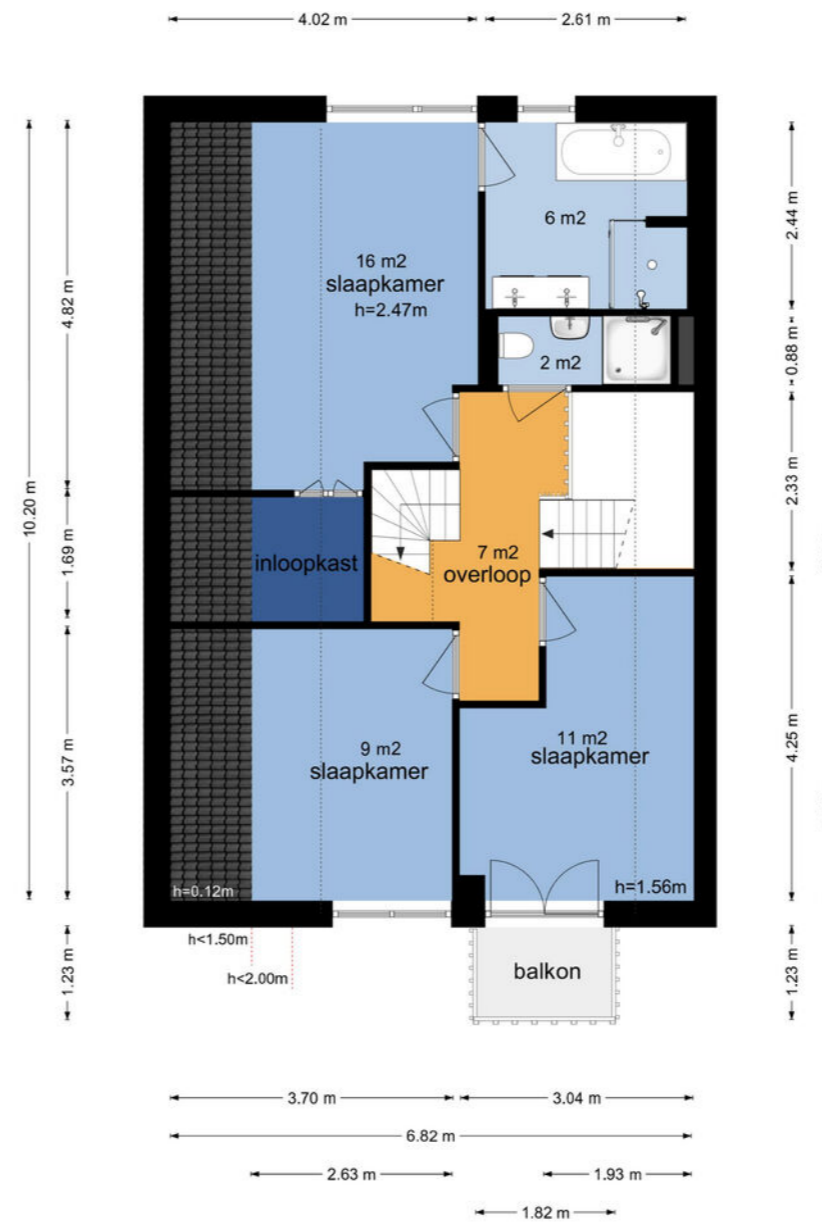 4.02 m
2.61 m
10.20 m
4.82 m
1.69 m
3.57 m
1.23 m
16 m2
slaapkamer
h=2.47m
6 m2
2 m2
inloopkast
7 m2
overloop
9 m2
slaapkamer
11 m2
slaapkamer
h=0.12m
h=1.56m
h<1.50m
h<2.00m
balkon
2.44 m
0.88 m
2.33 m
4.25 m
1.23 m
3.70 m
3.04 m
6.82 m
2.63 m
1.93 m
1.82 m